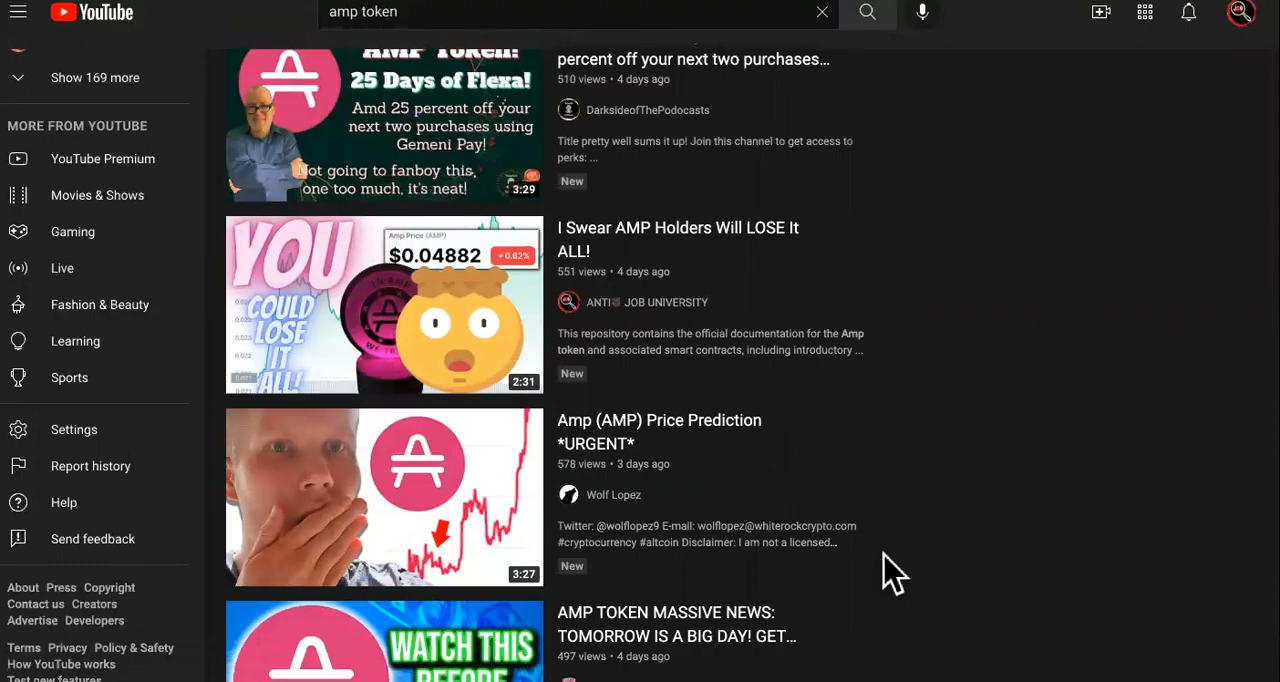 YouTube
amp token
Show 169 more
MORE FROM YOUTUBE
YouTube Premium
Movies & Shows
Gaming
Live
Fashion & Beauty
Learning
Sports
Settings
Report history
Help
Send feedback
About Press Copyright
Contact us Creators
Advertise Developers
Terms Privacy Policy & Safety
How YouTube works
Test new features
AMP Token!
25 Days of Flexa!
Amd 25 percent off your
next two purchases using
Gemeni Pay!
Not going to fanboy this,
one too much, it's neat!
3:29
percent off your next two purchases...
510 views • 4 days ago
DarksideofThePodocasts
Title pretty well sums it up! Join this channel to get access to
perks: ...
New
YOU
COULD
LOSE
IT
ALL!
Amp Price (AMP)
$0.04882
0.62%
2:31
I Swear AMP Holders Will LOSE It
ALL!
551 views • 4 days ago
ANTI JOB UNIVERSITY
This repository contains the official documentation for the Amp
token and associated smart contracts, including introductory ...
New
3:27
Amp (AMP) Price Prediction
*URGENT*
578 views • 3 days ago
Wolf Lopez
Twitter: @wolflopez9 E-mail: wolflopez@whiterockcrypto.com
#cryptocurrency #altcoin Disclaimer: I am not a licensed...
New
WATCH THIS
BEFORE
AMP TOKEN MASSIVE NEWS:
TOMORROW IS A BIG DAY! GET...
497 views • 4 days ago